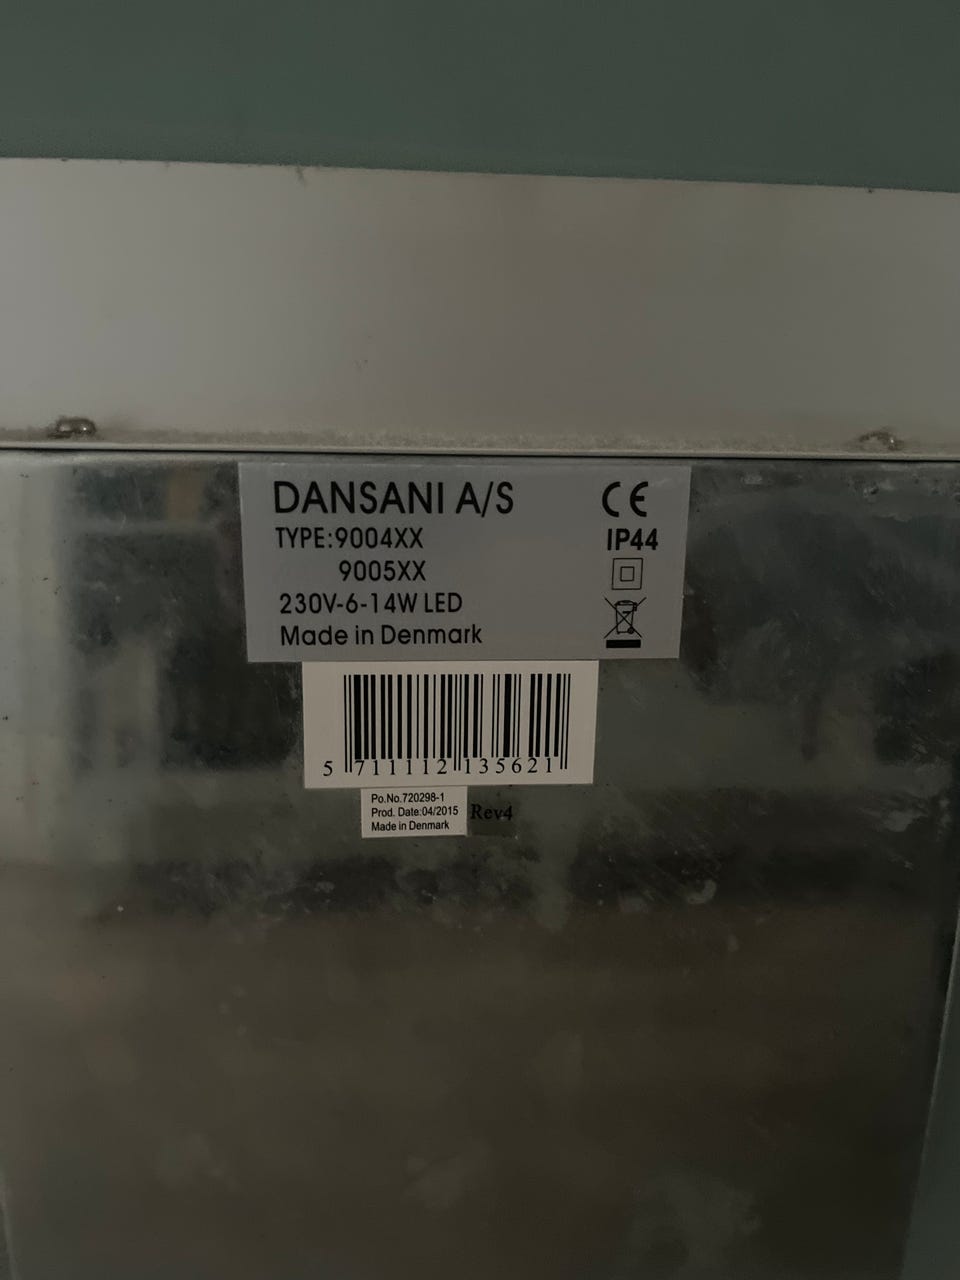 DANSANI A/S CE
TYPE:9004XX IP44
9005XX
230V-6-14W LED
Made in Denmark
5 711112 135621
Po.No.720298-1
Prod. Date:04/2015 Rev4
Made in Denmark